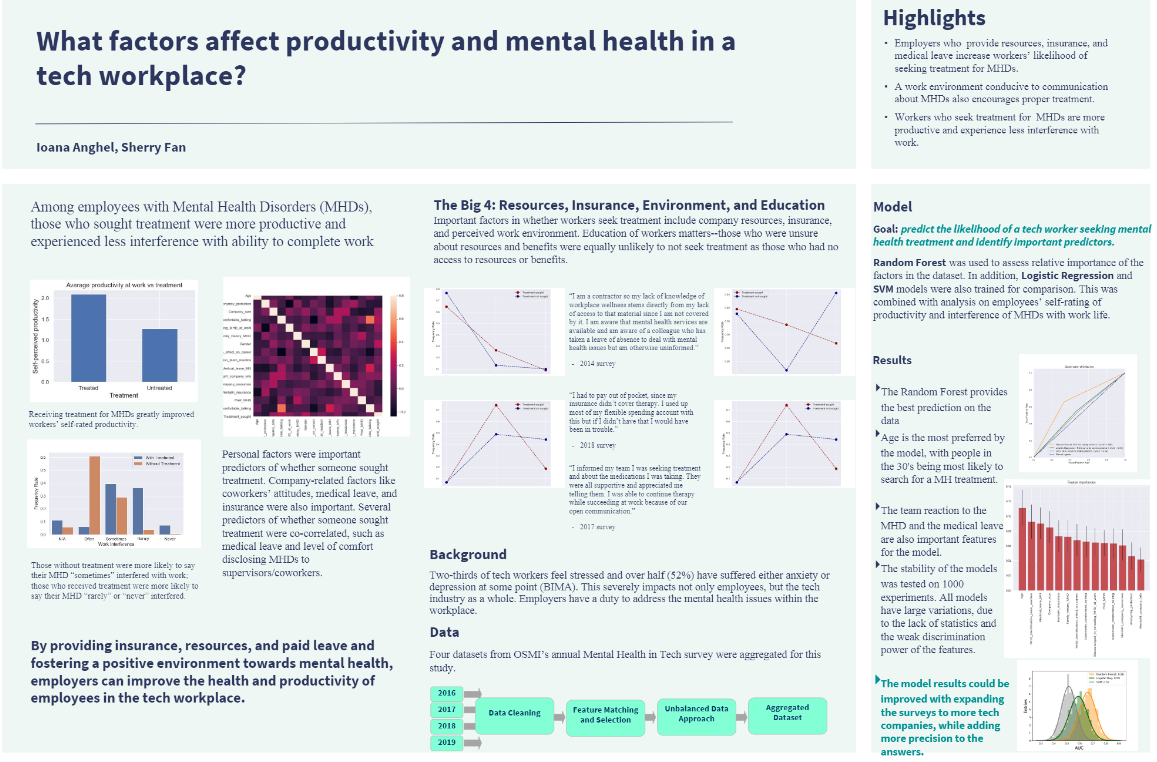 What factors affect productivity and mental health in a
tech workplace?
Ioana Anghel, Sherry Fan
Highlights
• Employers who provide resources, insurance, and
medical leave increase workers' likelihood of
seeking treatment for MHDs.
• A work environment conducive to communication
about MHDs also encourages proper treatment.
• Workers who seek treatment for MHDs are more
productive and experience less interference with
work.
Among employees with Mental Health Disorders (MHDs),
those who sought treatment were more productive and
experienced less interference with ability to complete work
Average productivity at work vs treatment
Self-perceived productivity
2.0
1.5
1.0
0.5
0.0
Treated
Untreated
Treatment
Receiving treatment for MHDs greatly improved
workers' self-rated productivity.
With Treatment
Without Treatment
Frequency Rate
N/A
Often
Sometimes
Rarely
Never
Work Interference
Those without treatment were more likely to say
their MHD "sometimes" interfered with work;
those who received treatment were more likely to
say their MHD "rarely" or "never" interfered.
Age
Gender
Treatment_sought
Personal factors were important
predictors of whether someone sought
treatment. Company-related factors like
coworkers' attitudes, medical leave, and
insurance were also important. Several
predictors of whether someone sought
treatment were co-correlated, such as
medical leave and level of comfort
disclosing MHDs to
supervisors/coworkers.
By providing insurance, resources, and paid leave and
fostering a positive environment towards mental health,
employers can improve the health and productivity of
employees in the tech workplace.
The Big 4: Resources, Insurance, Environment, and Education
Important factors in whether workers seek treatment include company resources, insurance,
and perceived work environment. Education of workers matters--those who were unsure
about resources and benefits were equally unlikely to not seek treatment as those who had no
access to resources or benefits.
"I am a contractor so my lack of knowledge of
workplace wellness stems directly from my lack
of access to that material since I am not covered
by it. I am aware that mental health services are
available and am aware of a colleague who has
taken a leave of absence to deal with mental
health issues but am otherwise uninformed."
- 2014 survey
"I had to pay out of pocket, since my
insurance didn't cover therapy. I used up
most of my flexible spending account with
this but if I didn't have that I would have
been in trouble."
- 2018 survey
"I informed my team I was seeking treatment
and about the medications I was taking. They
were all supportive and appreciated me
telling them. I was able to continue therapy
while succeeding at work because of our
open communication."
- 2017 survey
Background
Two-thirds of tech workers feel stressed and over half (52%) have suffered either anxiety or
depression at some point (BIMA). This severely impacts not only employees, but the tech
industry as a whole. Employers have a duty to address the mental health issues within the
workplace.
Data
Four datasets from OSMI's annual Mental Health in Tech survey were aggregated for this
study.
2016
2017
2018
2019
Data Cleaning
Feature Matching
and Selection
Unbalanced Data
Approach
Aggregated
Dataset
Model
Goal: predict the likelihood of a tech worker seeking mental
health treatment and identify important predictors.
Random Forest was used to assess relative importance of the
factors in the dataset. In addition, Logistic Regression and
SVM models were also trained for comparison. This was
combined with analysis on employees' self-rating of
productivity and interference of MHDs with work life.
Results
The Random Forest provides
the best prediction on the
data
Age is the most preferred by
the model, with people in
the 30's being most likely to
search for a MH treatment.
The team reaction to the
MHD and the medical leave
are also important features
for the model.
The stability of the models
was tested on 1000
experiments. All models
have large variations, due
to the lack of statistics and
the weak discrimination
power of the features.
The model results could be
improved with expanding
the surveys to more tech
companies, while adding
more precision to the
answers.
Feature importances
Entries
AUC